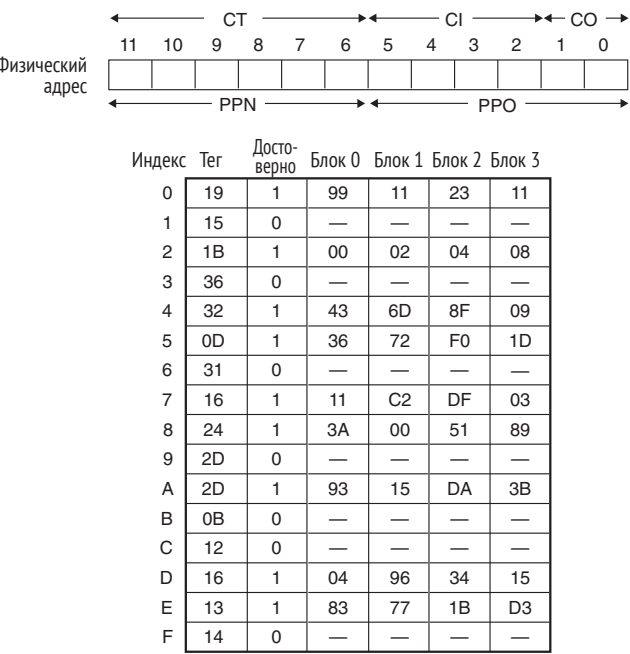 CT CI CO
11 10 9 8 7 6 5 4 3 2 1 0
Физический
адрес
PPN PPO
Индекс Тег Досто-
верно Блок 0 Блок 1 Блок 2 Блок 3
0 19 1 99 11 23 11
1 15 0 — — — —
2 1B 1 00 02 04 08
3 36 0 — — — —
4 32 1 43 6D 8F 09
5 0D 1 36 72 F0 1D
6 31 0 — — — —
7 16 1 11 C2 DF 03
8 24 1 3A 00 51 89
9 2D 0 — — — —
A 2D 1 93 15 DA 3B
B 0B 0 — — — —
C 12 0 — — — —
D 16 1 04 96 34 15
E 13 1 83 77 1B D3
F 14 0 — — — —